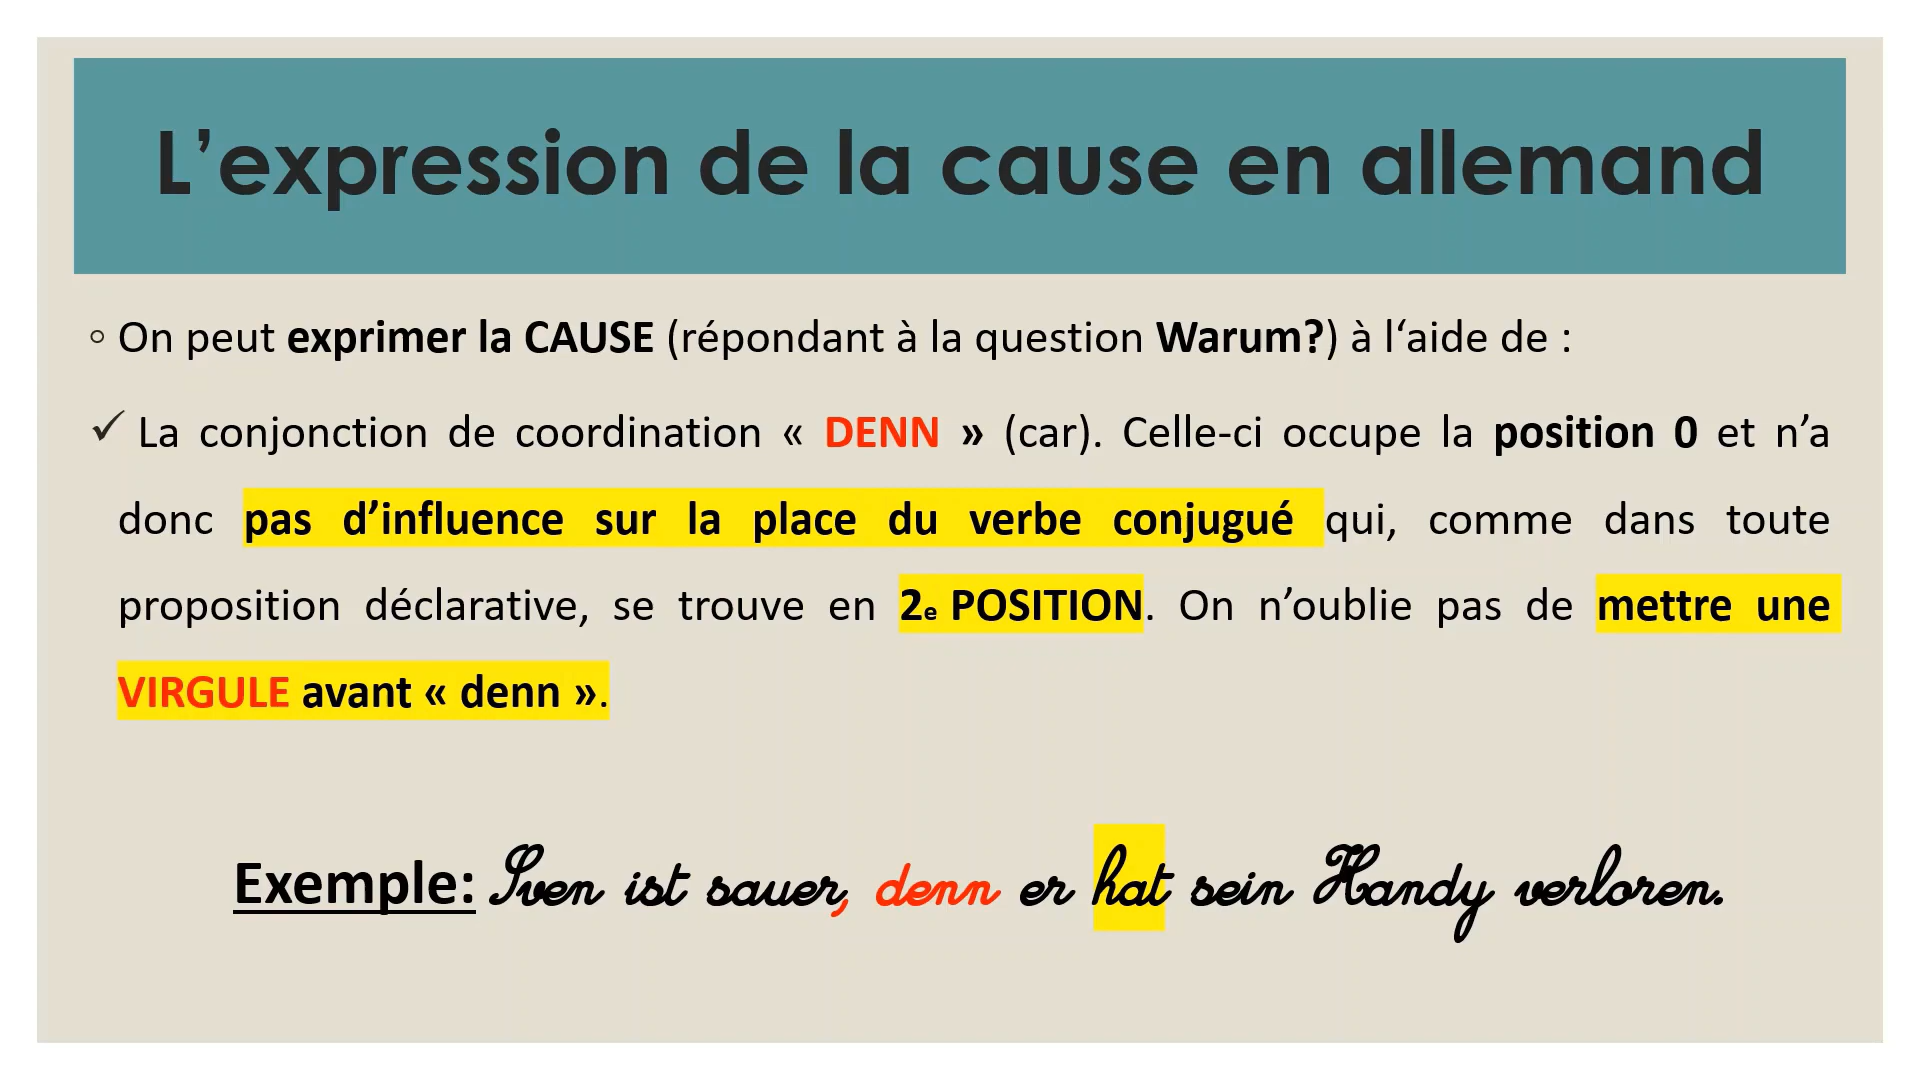 L’expression de la cause en allemand
◦ On peut exprimer la CAUSE (répondant à la question Warum?) à l‘aide de :
✓ La conjonction de coordination « DENN » (car). Celle-ci occupe la position 0 et n’a
donc pas d’influence sur la place du verbe conjugué qui, comme dans toute
proposition déclarative, se trouve en 2e POSITION. On n’oublie pas de mettre une
VIRGULE avant « denn ».
Exemple: Sven ist sauer, denn er hat sein Handy verloren.